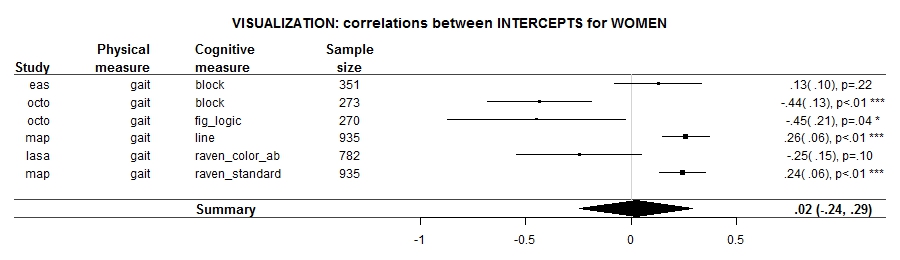 VISUALIZATION: correlations between INTERCEPTS for WOMEN
Physical Cognitive Sample
Study measure measure size
eas gait block 351 .13( .10), p=.22
octo gait block 273 -.44( .13), p<.01 ***
octo gait fig_logic 270 -.45( .21), p=.04 *
map gait line 935 .26( .06), p<.01 ***
lasa gait raven_color_ab 782 -.25( .15), p=.10
map gait raven_standard 935 .24( .06), p<.01 ***
Summary .02 (-.24, .29)
-1 -0.5 0 0.5